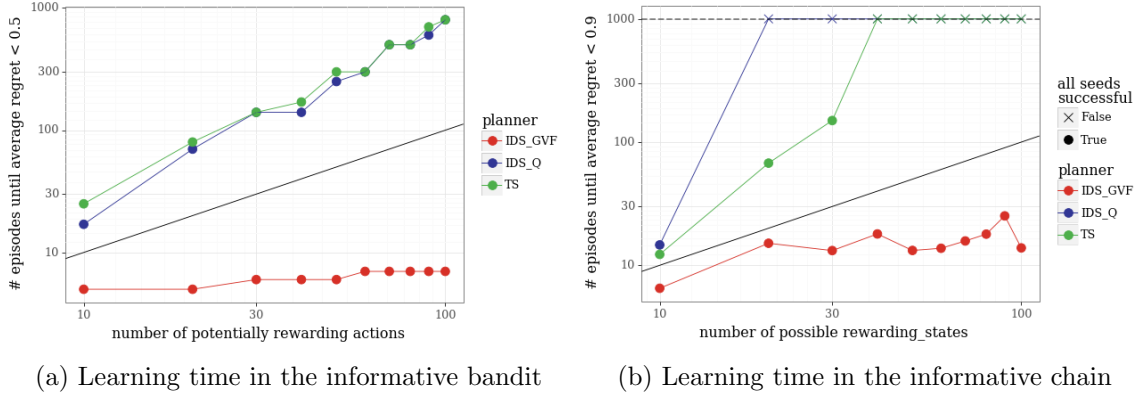 1000
300
100
30
10
# episodes until average regret < 0.5
10
30
100
number of potentially rewarding actions
planner
IDS_GVF
IDS_Q
TS
(a) Learning time in the informative bandit
1000
300
100
30
10
# episodes until average regret < 0.9
10
30
100
number of possible rewarding_states
all seeds
successful
False
True
planner
IDS_GVF
IDS_Q
TS
(b) Learning time in the informative chain